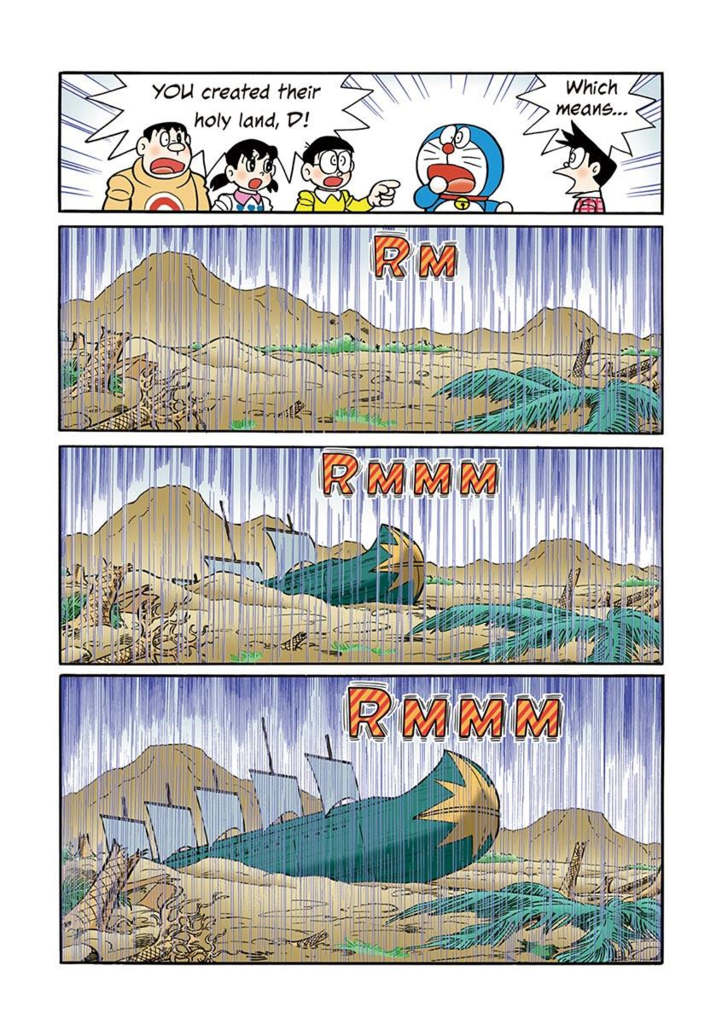 YOU created their
holy land, D!
Which
means...
RM
RMMM
RMMM